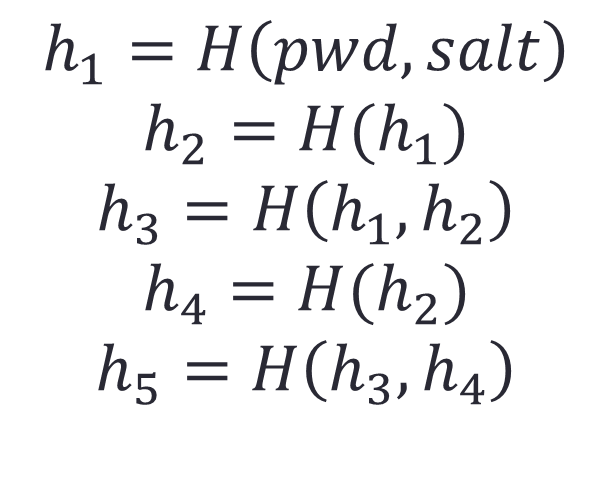 h₁ = H(pwd, salt)
h₂ = H(h₁)
h₃ = H(h₁, h₂)
h₄ = H(h₂)
h₅ = H(h₃, h₄)